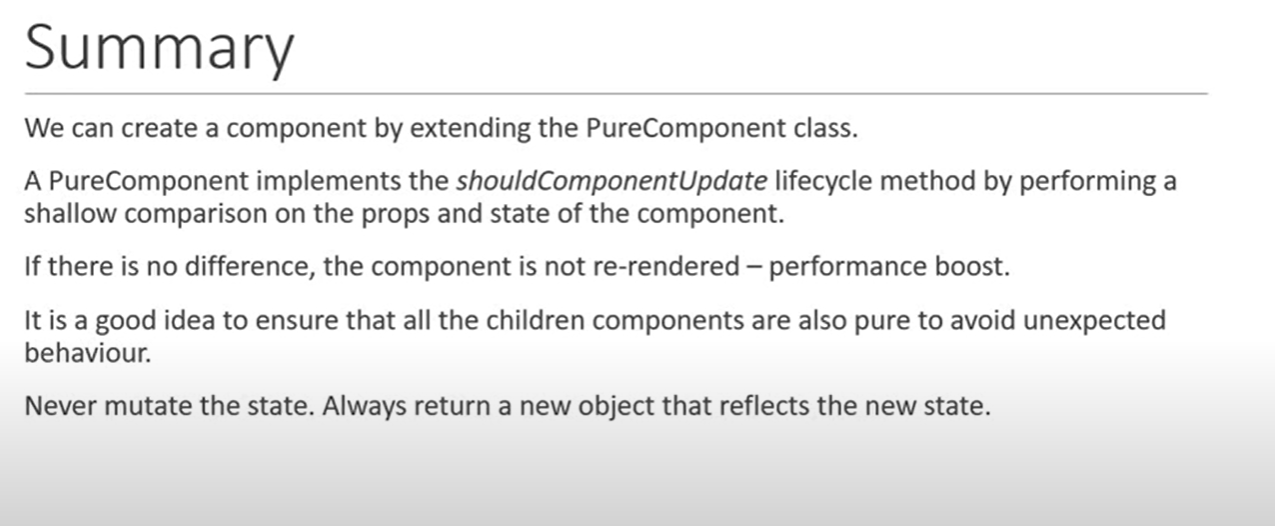 Summary
We can create a component by extending the PureComponent class.
A PureComponent implements the shouldComponentUpdate lifecycle method by performing a
shallow comparison on the props and state of the component.
If there is no difference, the component is not re-rendered – performance boost.
It is a good idea to ensure that all the children components are also pure to avoid unexpected
behaviour.
Never mutate the state. Always return a new object that reflects the new state.